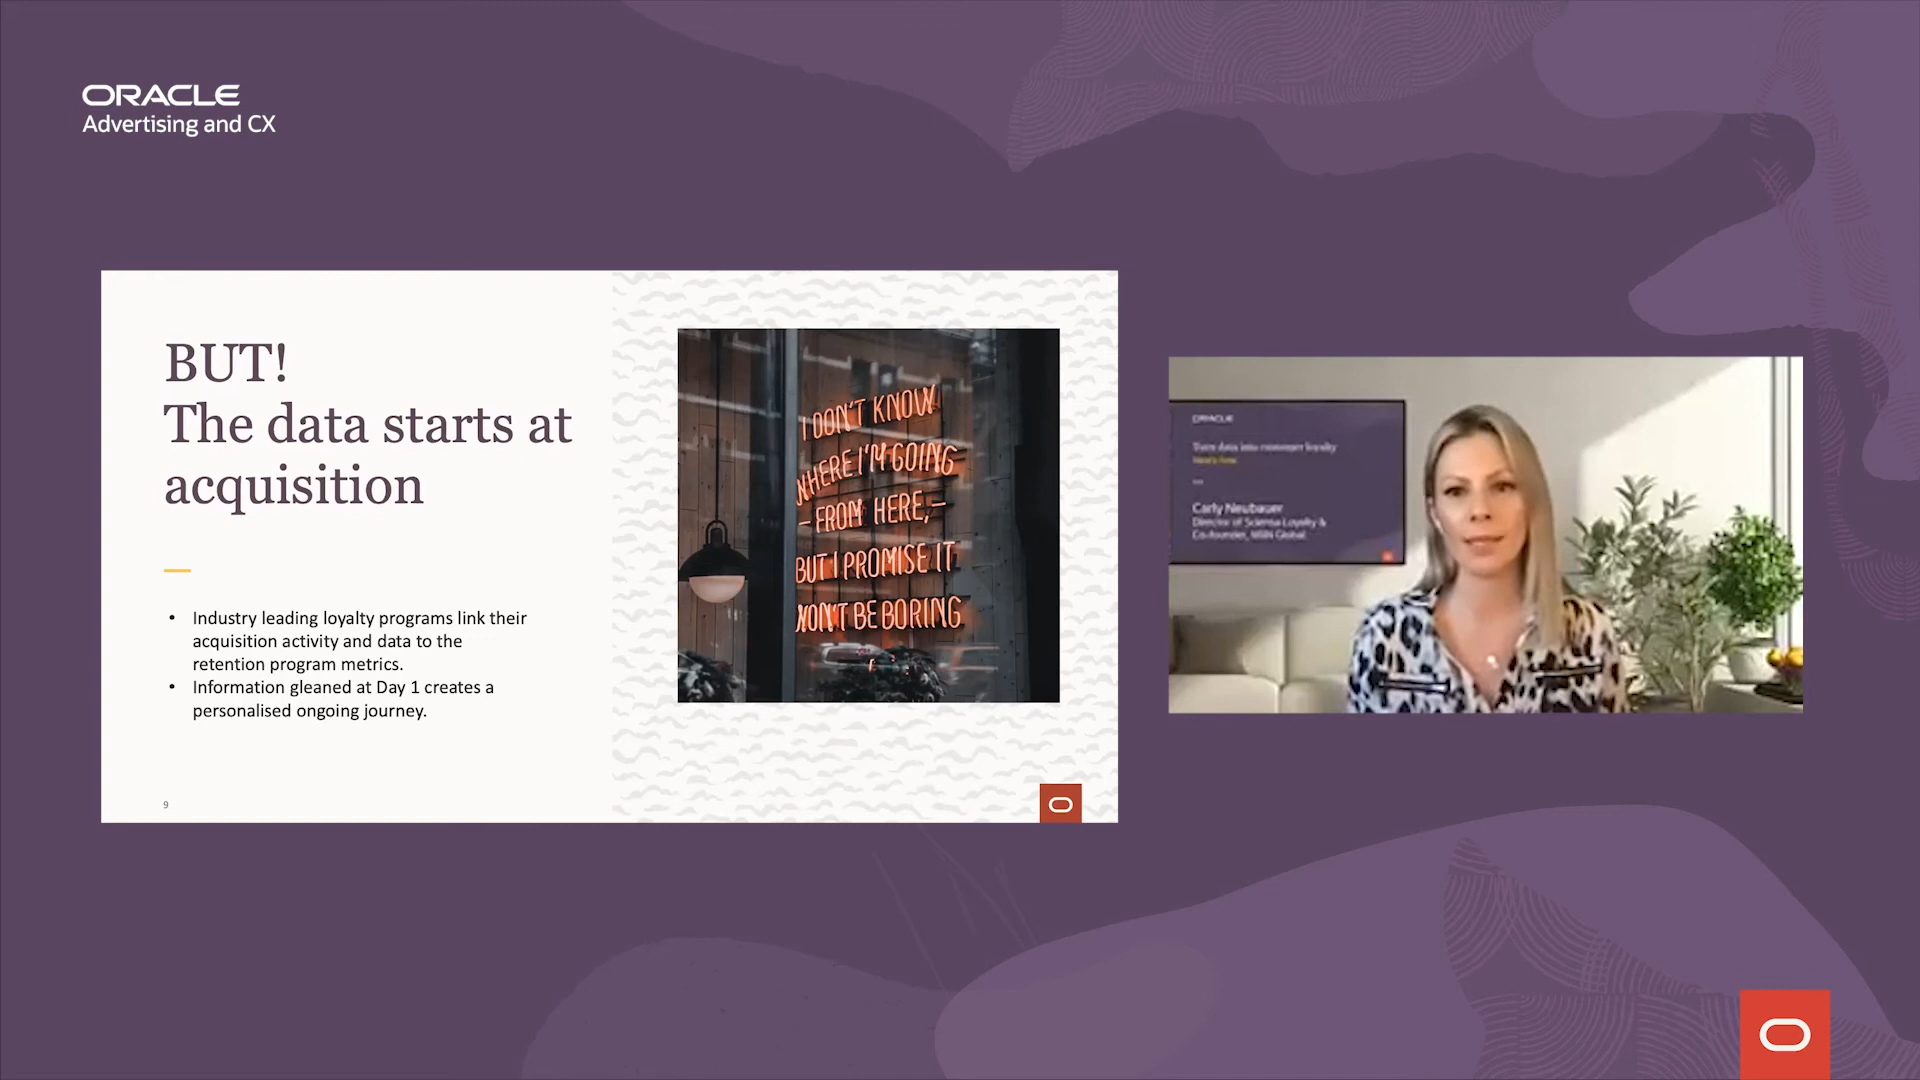 ORACLE
Advertising and CX
BUT!
The data starts at
acquisition
• Industry leading loyalty programs link their
acquisition activity and data to the
retention program metrics.
• Information gleaned at Day 1 creates a
personalised ongoing journey.
9
I DON'T KNOW
WHERE I'M GOING
– FROM HERE, –
BUT I PROMISE IT
WON'T BE BORING
ORACLE
Turn data into customer loyalty
Carly Neubauer
Director of Sciensa Loyalty &
Co-founder, WIIN Global